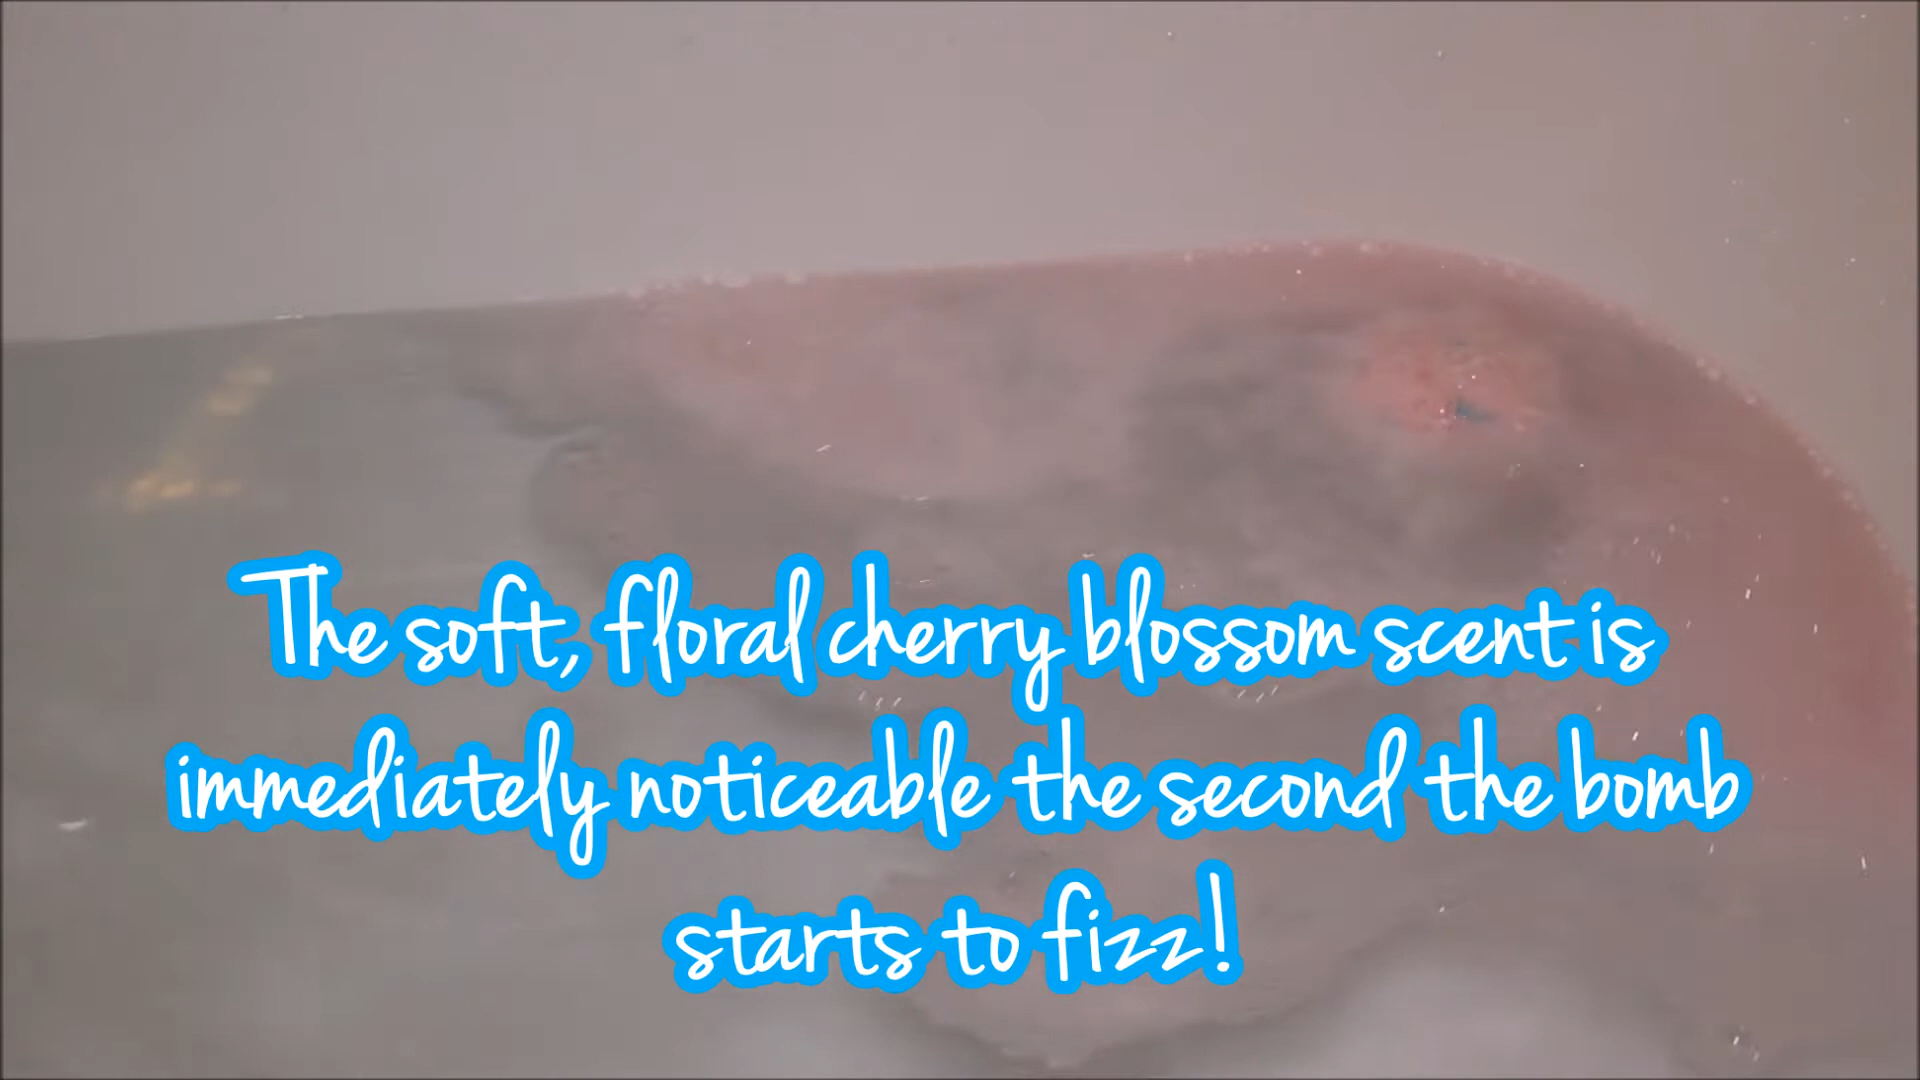 The soft, floral cherry blossom scent is
immediately noticeable the second the bomb
starts to fizz!